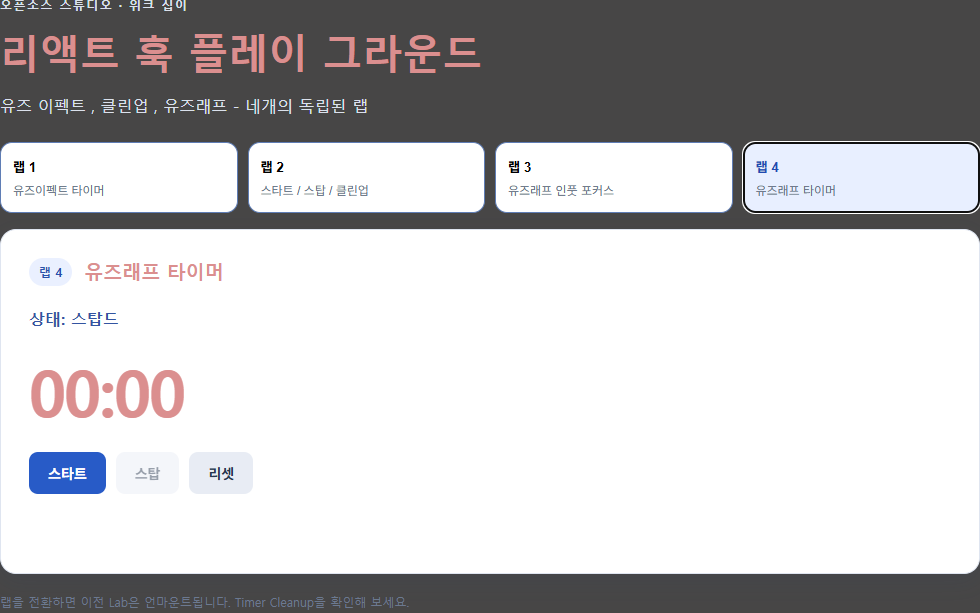 오픈소스 스튜디오 · 위크 십이
리액트 훅 플레이 그라운드
유즈 이펙트 , 클린업 , 유즈래프 - 네개의 독립된 랩
랩 1
유즈이펙트 타이머
랩 2
스타트 / 스탑 / 클린업
랩 3
유즈래프 인풋 포커스
랩 4
유즈래프 타이머
랩 4 유즈래프 타이머
상태: 스탑드
00:00
스타트 스탑 리셋
랩을 전환하면 이전 Lab은 언마운트됩니다. Timer Cleanup을 확인해 보세요.